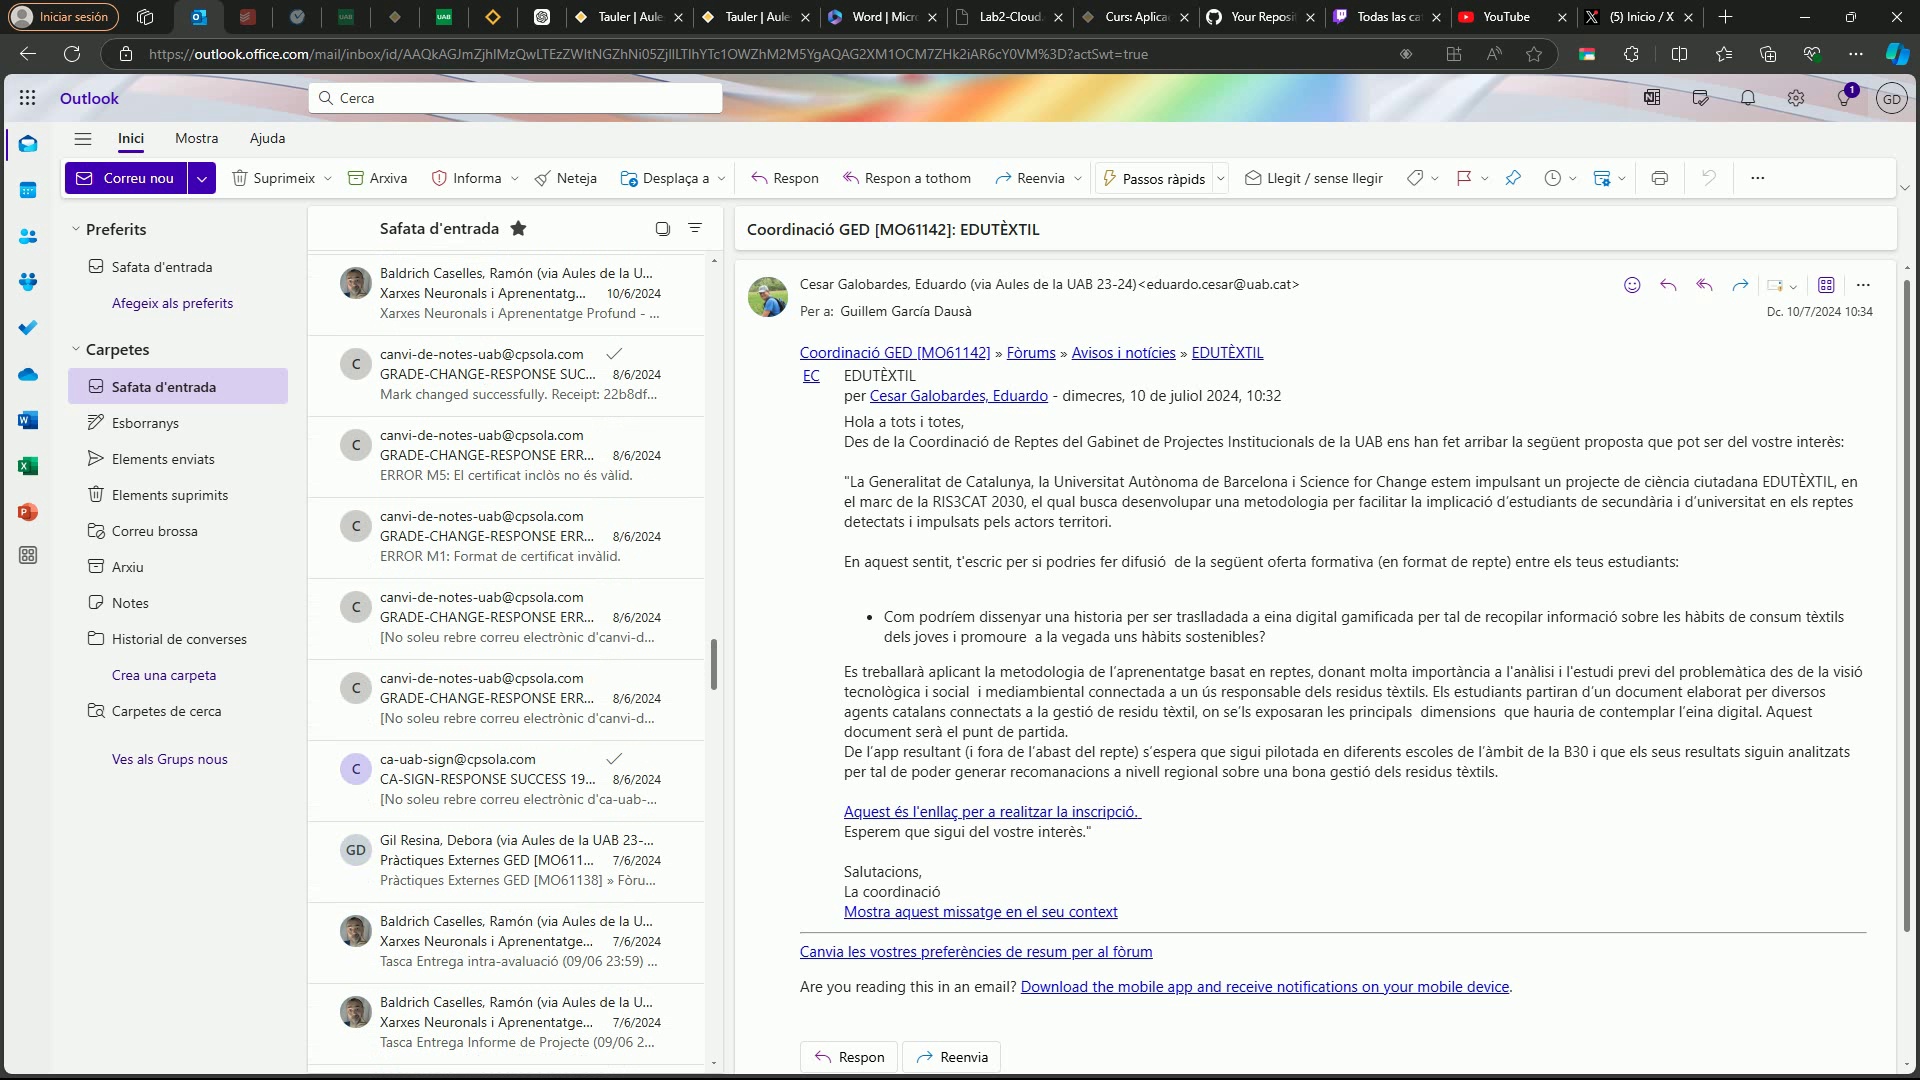 Iniciar sesión
Tauler | Aule
Tauler | Aule
Word | Micr
Lab2-Cloud
Curs: Aplica
Your Reposi
Todas las ca
YouTube
(5) Inicio / X
Outlook
Cerca
1
GD
Inici
Mostra
Ajuda
Correu nou
Suprimeix
Arxiva
Informa
Neteja
Desplaça a
Respon
Respon a tothom
Reenvia
Passos ràpids
Llegit / sense llegir
Preferits
Safata d'entrada
Afegeix als preferits
Carpetes
Safata d'entrada
Esborranys
Elements enviats
Elements suprimits
Correu brossa
Arxiu
Notes
Historial de converses
Crea una carpeta
Carpetes de cerca
Ves als Grups nous
Safata d'entrada
Baldrich Caselles, Ramón (via Aules de la U...
Xarxes Neuronals i Aprenentatg... 10/6/2024
Xarxes Neuronals i Aprenentatge Profund - ...
C
canvi-de-notes-uab@cpsola.com
GRADE-CHANGE-RESPONSE SUC... 8/6/2024
Mark changed successfully. Receipt: 22b8df...
C
canvi-de-notes-uab@cpsola.com
GRADE-CHANGE-RESPONSE ERR... 8/6/2024
ERROR M5: El certificat inclòs no és vàlid.
C
canvi-de-notes-uab@cpsola.com
GRADE-CHANGE-RESPONSE ERR... 8/6/2024
ERROR M1: Format de certificat invàlid.
C
canvi-de-notes-uab@cpsola.com
GRADE-CHANGE-RESPONSE ERR... 8/6/2024
[No soleu rebre correu electrònic d'canvi-d...
C
canvi-de-notes-uab@cpsola.com
GRADE-CHANGE-RESPONSE ERR... 8/6/2024
[No soleu rebre correu electrònic d'canvi-d...
C
ca-uab-sign@cpsola.com
CA-SIGN-RESPONSE SUCCESS 19... 8/6/2024
[No soleu rebre correu electrònic d'ca-uab-...
GD
Gil Resina, Debora (via Aules de la UAB 23-...
Pràctiques Externes GED [MO611... 7/6/2024
Pràctiques Externes GED [MO61138] » Fòru...
Baldrich Caselles, Ramón (via Aules de la U...
Xarxes Neuronals i Aprenentatge... 7/6/2024
Tasca Entrega intra-avaluació (09/06 23:59) ...
Baldrich Caselles, Ramón (via Aules de la U...
Xarxes Neuronals i Aprenentatge... 7/6/2024
Tasca Entrega Informe de Projecte (09/06 2...
Coordinació GED [MO61142]: EDUTÈXTIL
Cesar Galobardes, Eduardo (via Aules de la UAB 23-24)<eduardo.cesar@uab.cat>
Per a: Guillem García Dausà
Dc. 10/7/2024 10:34
Coordinació GED [MO61142] » Fòrums » Avisos i notícies » EDUTÈXTIL
EC EDUTÈXTIL
per Cesar Galobardes, Eduardo - dimecres, 10 de juliol 2024, 10:32
Hola a tots i totes,
Des de la Coordinació de Reptes del Gabinet de Projectes Institucionals de la UAB ens han fet arribar la següent proposta que pot ser del vostre interès:
"La Generalitat de Catalunya, la Universitat Autònoma de Barcelona i Science for Change estem impulsant un projecte de ciència ciutadana EDUTÈXTIL, en
el marc de la RIS3CAT 2030, el qual busca desenvolupar una metodologia per facilitar la implicació d'estudiants de secundària i d'universitat en els reptes
detectats i impulsats pels actors territori.
En aquest sentit, t'escric per si podries fer difusió de la següent oferta formativa (en format de repte) entre els teus estudiants:
• Com podríem dissenyar una historia per ser traslladada a eina digital gamificada per tal de recopilar informació sobre les hàbits de consum tèxtils
dels joves i promoure a la vegada uns hàbits sostenibles?
Es treballarà aplicant la metodologia de l'aprenentatge basat en reptes, donant molta importància a l'anàlisi i l'estudi previ del problemàtica des de la visió
tecnològica i social i mediambiental connectada a un ús responsable dels residus tèxtils. Els estudiants partiran d'un document elaborat per diversos
agents catalans connectats a la gestió de residu tèxtil, on se'ls exposaran les principals dimensions que hauria de contemplar l'eina digital. Aquest
document serà el punt de partida.
De l'app resultant (i fora de l'abast del repte) s'espera que sigui pilotada en diferents escoles de l'àmbit de la B30 i que els seus resultats siguin analitzats
per tal de poder generar recomanacions a nivell regional sobre una bona gestió dels residus tèxtils.
Aquest és l'enllaç per a realitzar la inscripció.
Esperem que sigui del vostre interès."
Salutacions,
La coordinació
Mostra aquest missatge en el seu context
Canvia les vostres preferències de resum per al fòrum
Are you reading this in an email? Download the mobile app and receive notifications on your mobile device.
Respon
Reenvia